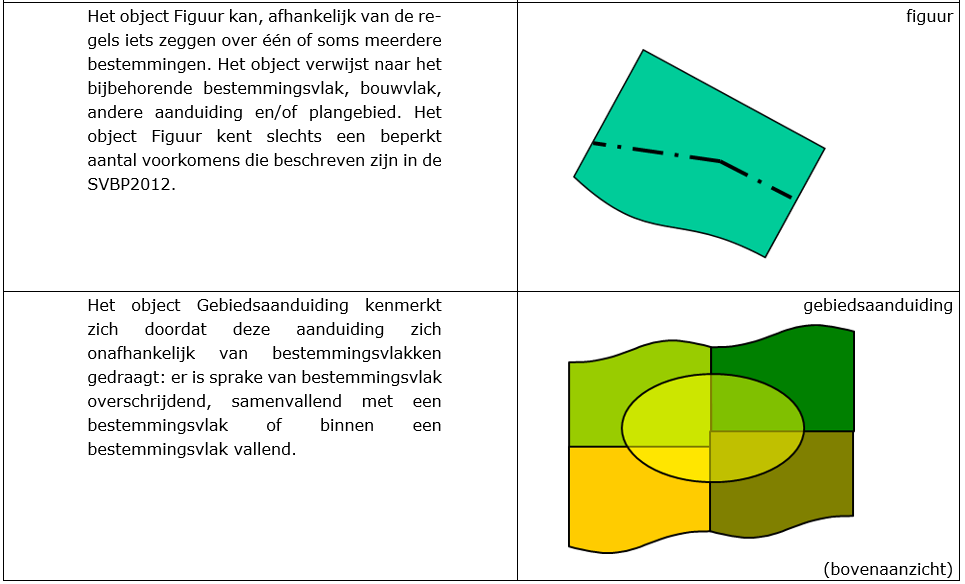 Het object Figuur kan, afhankelijk van de re-
gels iets zeggen over één of soms meerdere
bestemmingen. Het object verwijst naar het
bijbehorende bestemmingsvlak, bouwvlak,
andere aanduiding en/of plangebied. Het
object Figuur kent slechts een beperkt
aantal voorkomens die beschreven zijn in de
SVBP2012.
figuur
Het object Gebiedsaanduiding kenmerkt
zich doordat deze aanduiding zich
onafhankelijk van bestemmingsvlakken
gedraagt: er is sprake van bestemmingsvlak
overschrijdend, samenvallend met een
bestemmingsvlak of binnen een
bestemmingsvlak vallend.
gebiedsaanduiding
(bovenaanzicht)